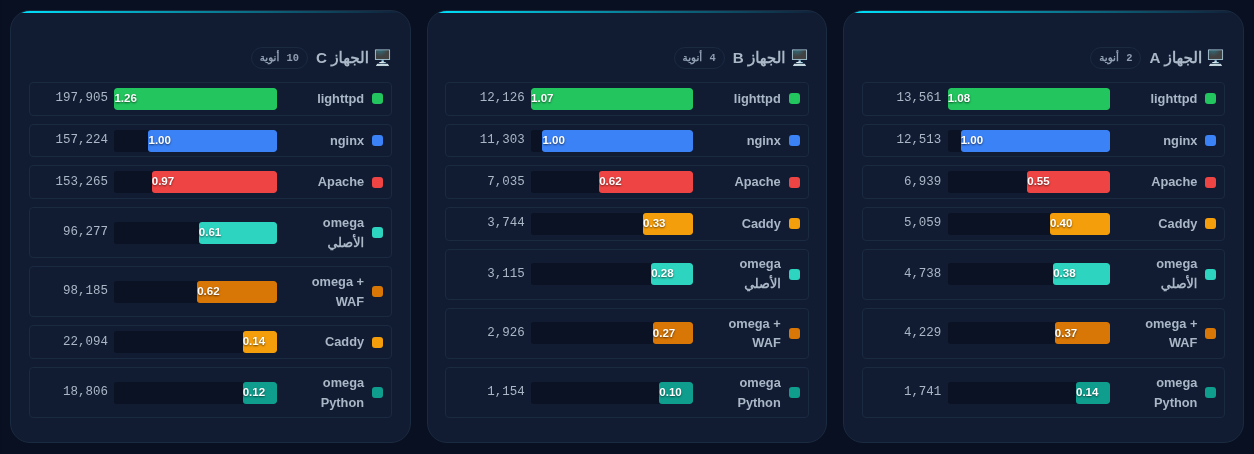 الجهاز A 2 أنوية
lighttpd 1.08 13,561
nginx 1.00 12,513
Apache 0.55 6,939
Caddy 0.40 5,059
omega الأصلي 0.38 4,738
omega + WAF 0.37 4,229
omega Python 0.14 1,741
الجهاز B 4 أنوية
lighttpd 1.07 12,126
nginx 1.00 11,303
Apache 0.62 7,035
Caddy 0.33 3,744
omega الأصلي 0.28 3,115
omega + WAF 0.27 2,926
omega Python 0.10 1,154
الجهاز C 10 أنوية
lighttpd 1.26 197,905
nginx 1.00 157,224
Apache 0.97 153,265
omega الأصلي 0.61 96,277
omega + WAF 0.62 98,185
Caddy 0.14 22,094
omega Python 0.12 18,806